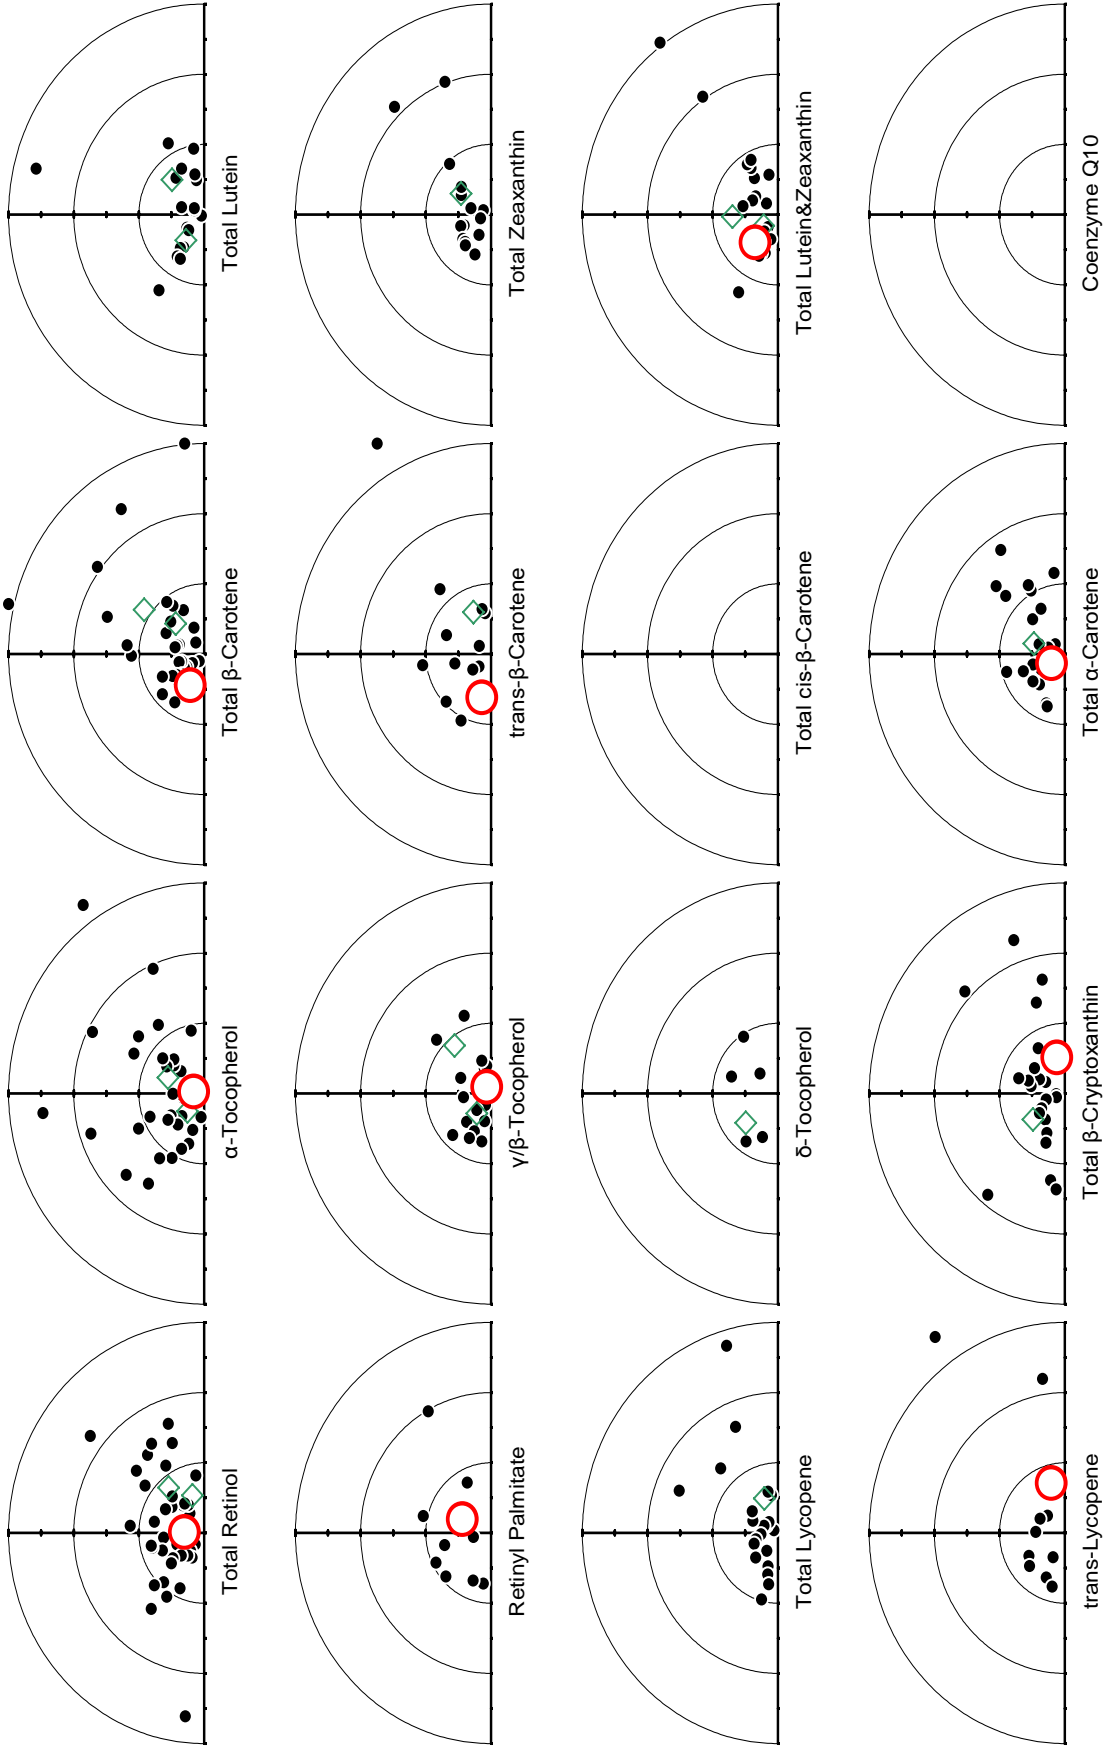 Total Retinol
α-Tocopherol
Total β-Carotene
Total Lutein
Retinyl Palmitate
γ/β-Tocopherol
trans-β-Carotene
Total Zeaxanthin
Total Lycopene
δ-Tocopherol
Total cis-β-Carotene
Total Lutein&Zeaxanthin
trans-Lycopene
Total β-Cryptoxanthin
Total α-Carotene
Coenzyme Q10